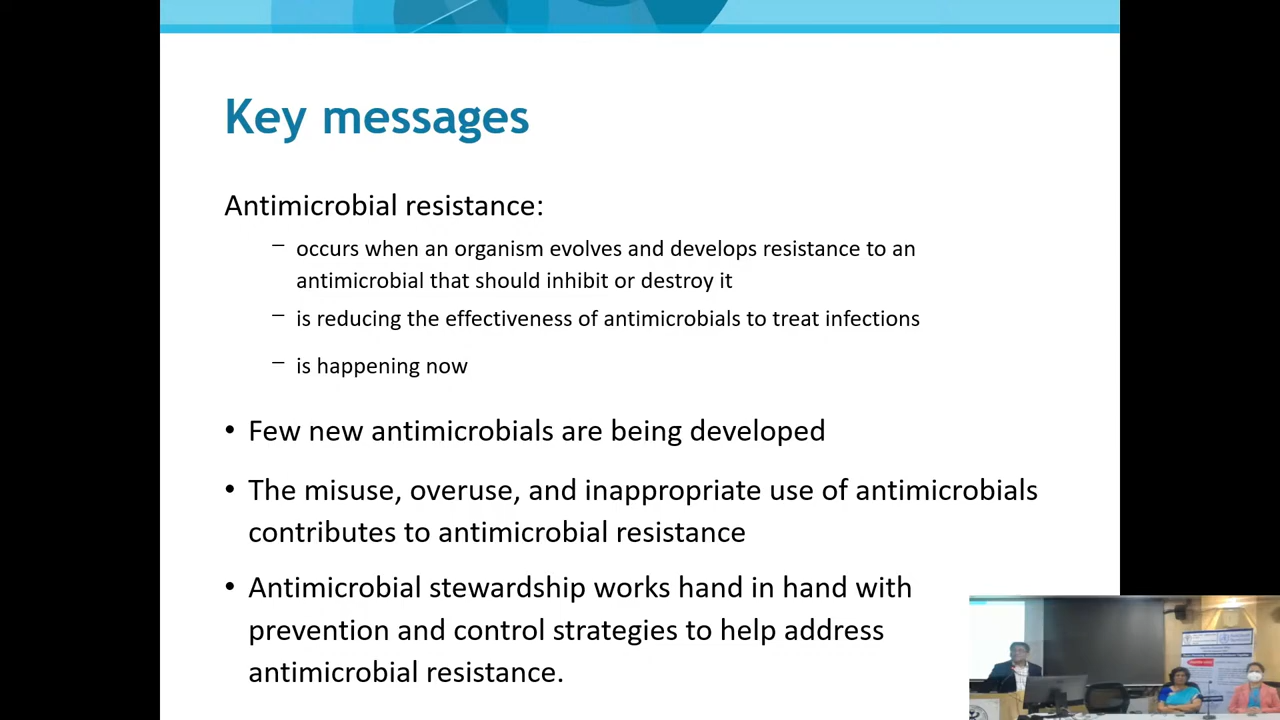 Key messages
Antimicrobial resistance:
– occurs when an organism evolves and develops resistance to an
antimicrobial that should inhibit or destroy it
– is reducing the effectiveness of antimicrobials to treat infections
– is happening now
• Few new antimicrobials are being developed
• The misuse, overuse, and inappropriate use of antimicrobials
contributes to antimicrobial resistance
• Antimicrobial stewardship works hand in hand with
prevention and control strategies to help address
antimicrobial resistance.